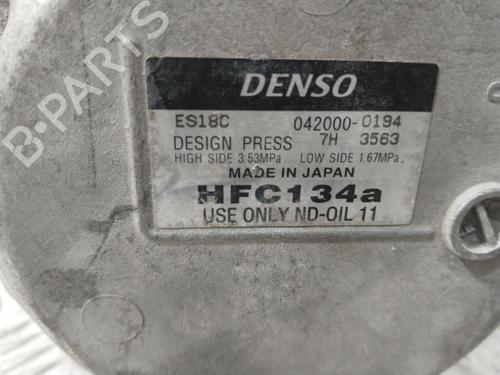 B-PARTS
DENSO
ES18C 042000-0194
DESIGN PRESS 7H 3563
HIGH SIDE 3.53MPa LOW SIDE 1.67MPa.
MADE IN JAPAN
HFC134a
USE ONLY ND-OIL 11